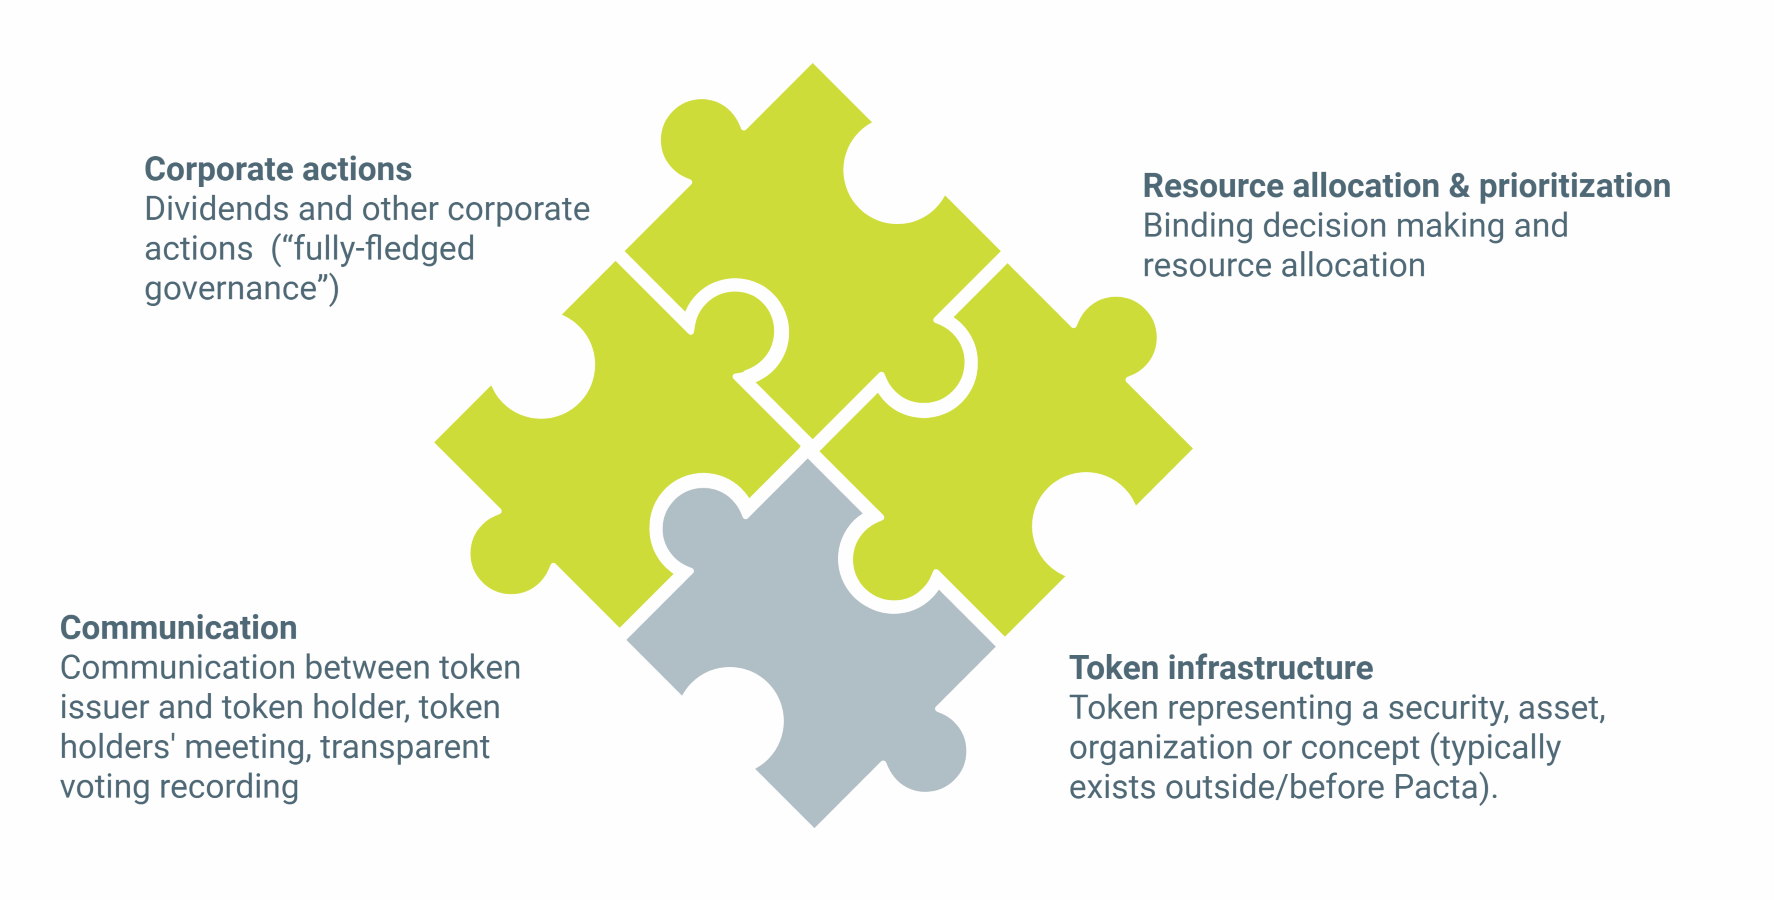 Corporate actions
Dividends and other corporate
actions  (“fully-fledged
governance”)
Resource allocation & prioritization
Binding decision making and
resource allocation
Communication
Communication between token
issuer and token holder, token
holders' meeting, transparent
voting recording
Token infrastructure
Token representing a security, asset,
organization or concept (typically
exists outside/before Pacta).